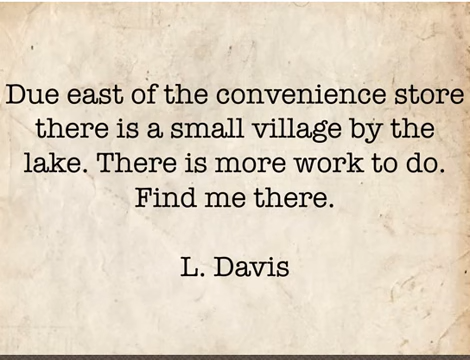 Due east of the convenience store
there is a small village by the
lake. There is more work to do.
Find me there.
L. Davis